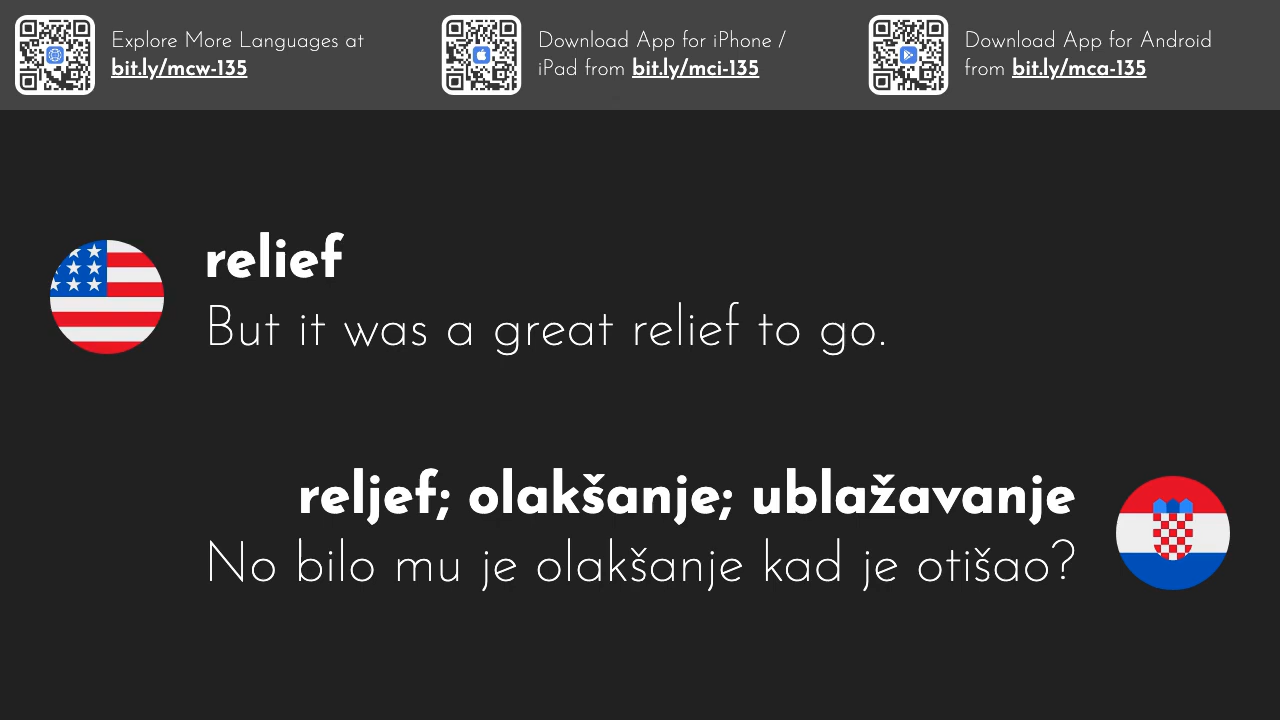 Explore More Languages at
bit.ly/mcw-135
Download App for iPhone /
iPad from bit.ly/mci-135
Download App for Android
from bit.ly/mca-135
relief
But it was a great relief to go.
reljef; olakšanje; ublažavanje
No bilo mu je olakšanje kad je otišao?